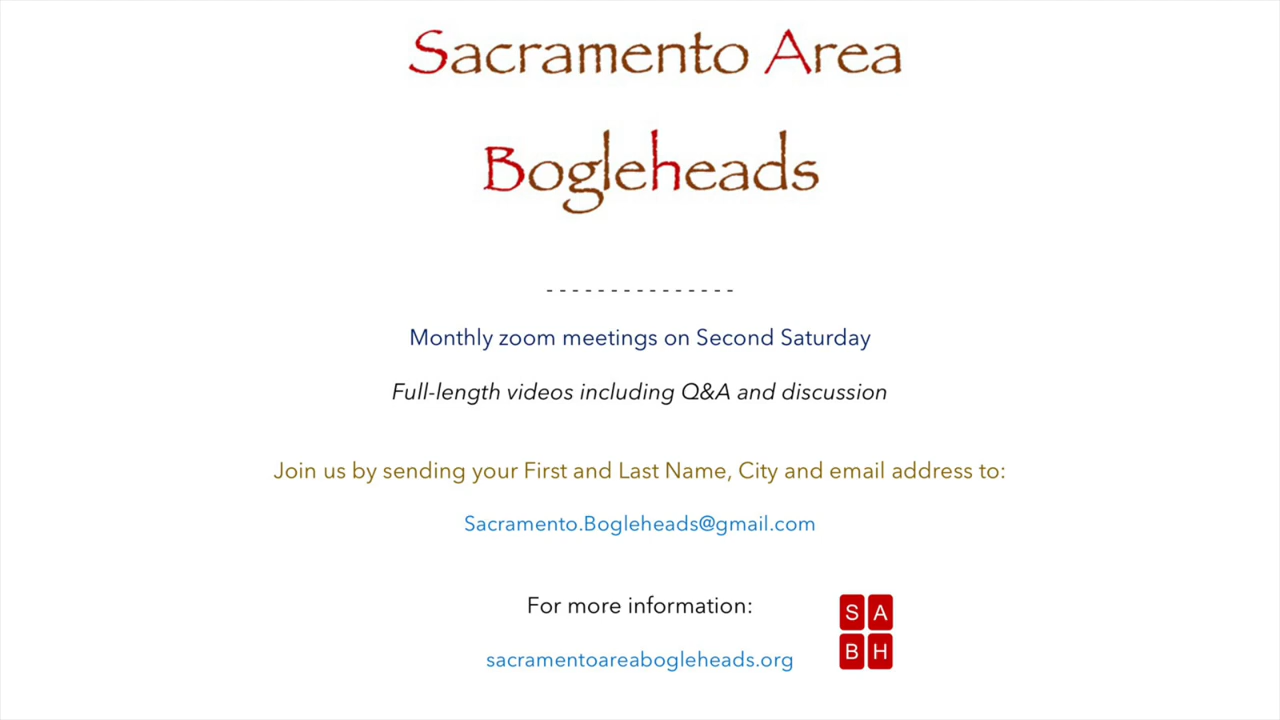 Sacramento Area
Bogleheads
- - - - - - - - - - - - - - -
Monthly zoom meetings on Second Saturday
Full-length videos including Q&A and discussion
Join us by sending your First and Last Name, City and email address to:
Sacramento.Bogleheads@gmail.com
For more information:
sacramentoareabogleheads.org
S A
B H